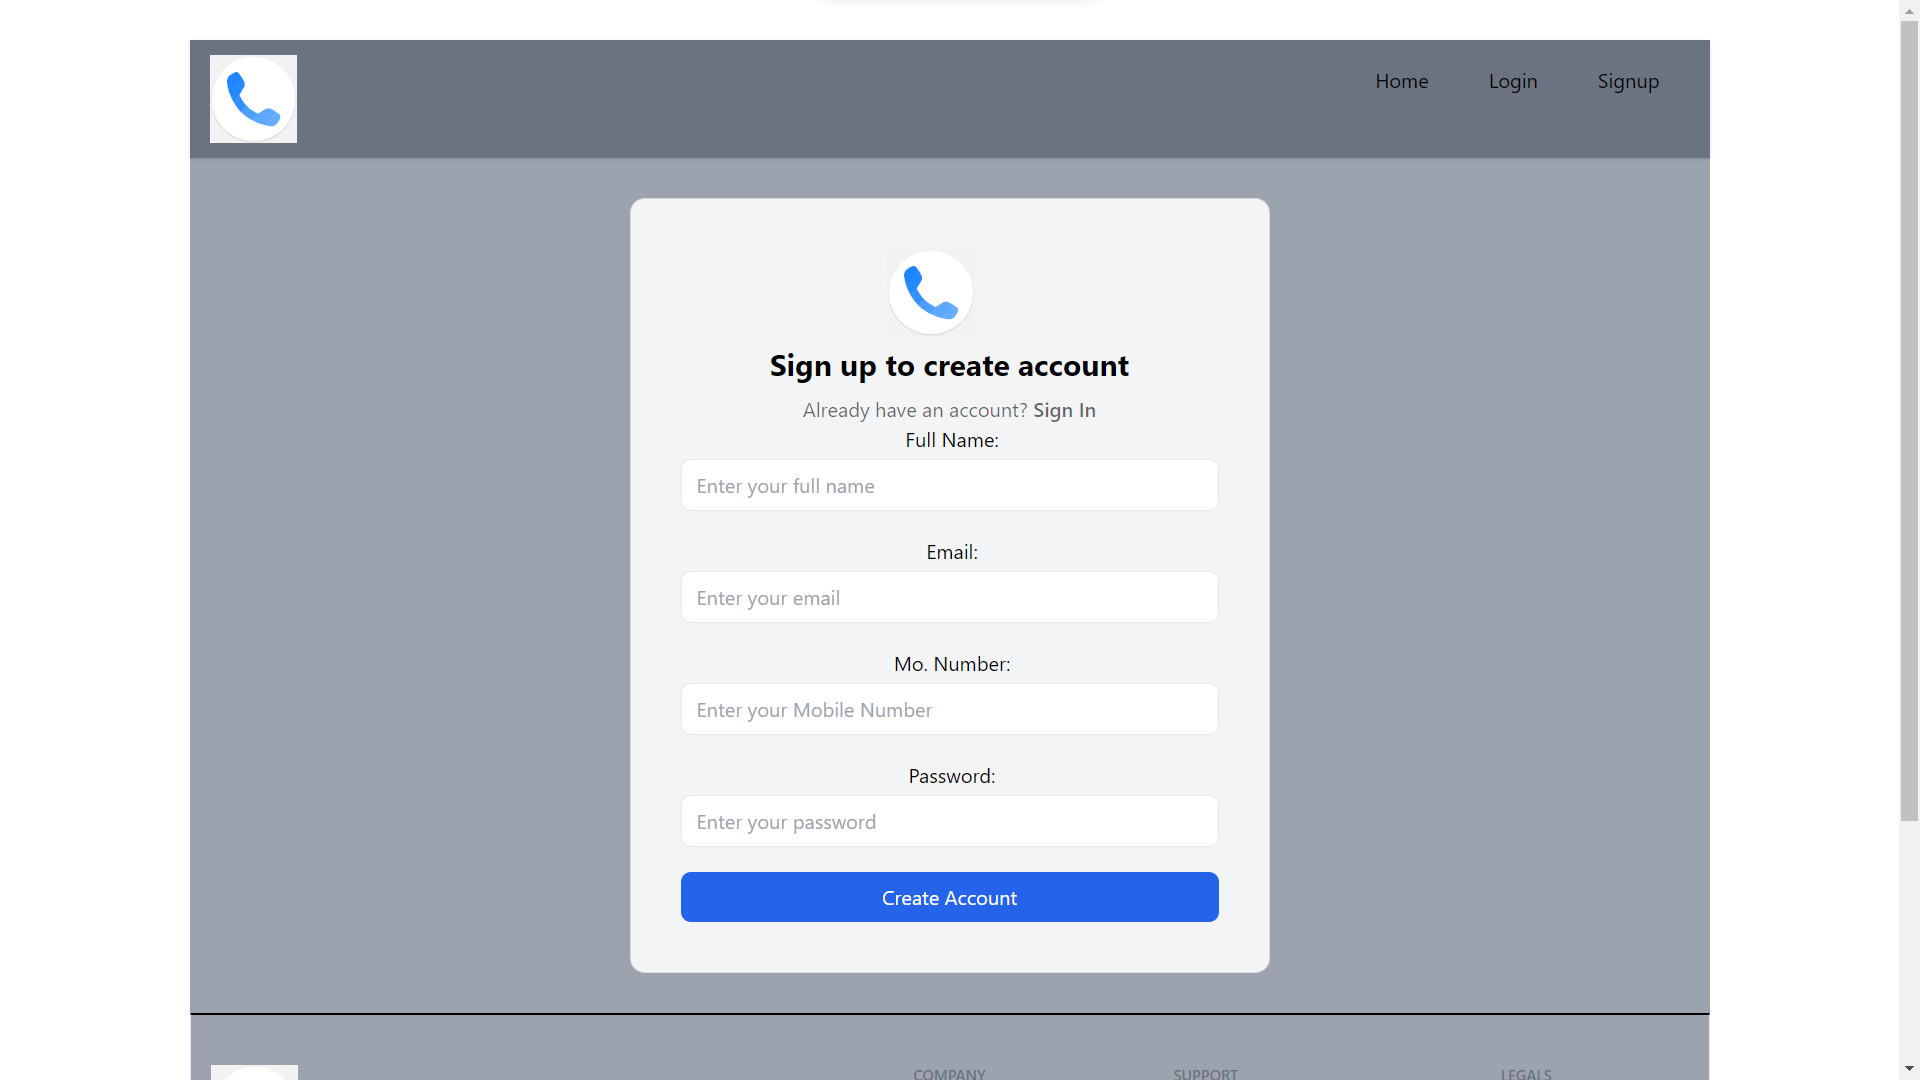 Home Login Signup
Sign up to create account
Already have an account? Sign In
Full Name:
Enter your full name
Email:
Enter your email
Mo. Number:
Enter your Mobile Number
Password:
Enter your password
Create Account
COMPANY SUPPORT LEGALS